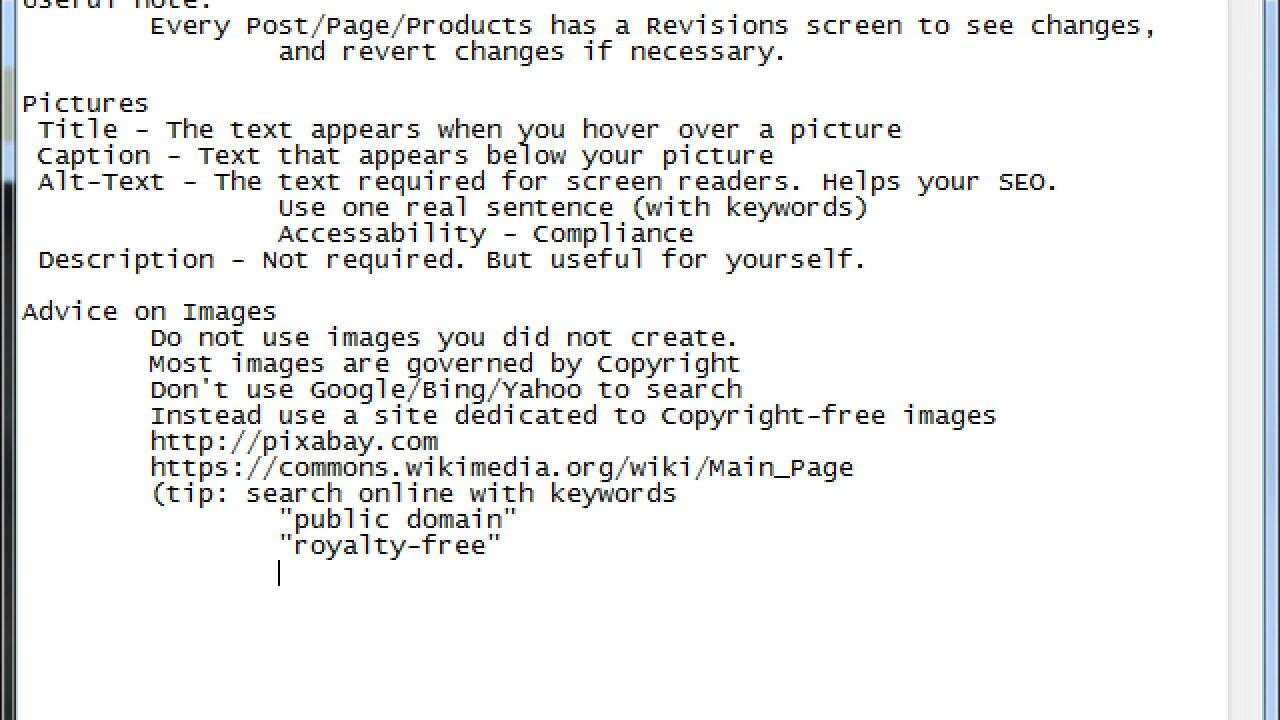 Useful note:
Every Post/Page/Products has a Revisions screen to see changes,
and revert changes if necessary.
Pictures
Title - The text appears when you hover over a picture
Caption - Text that appears below your picture
Alt-Text - The text required for screen readers. Helps your SEO.
Use one real sentence (with keywords)
Accessability - Compliance
Description - Not required. But useful for yourself.
Advice on Images
Do not use images you did not create.
Most images are governed by Copyright
Don't use Google/Bing/Yahoo to search
Instead use a site dedicated to Copyright-free images
http://pixabay.com
https://commons.wikimedia.org/wiki/Main_Page
(tip: search online with keywords
"public domain"
"royalty-free"